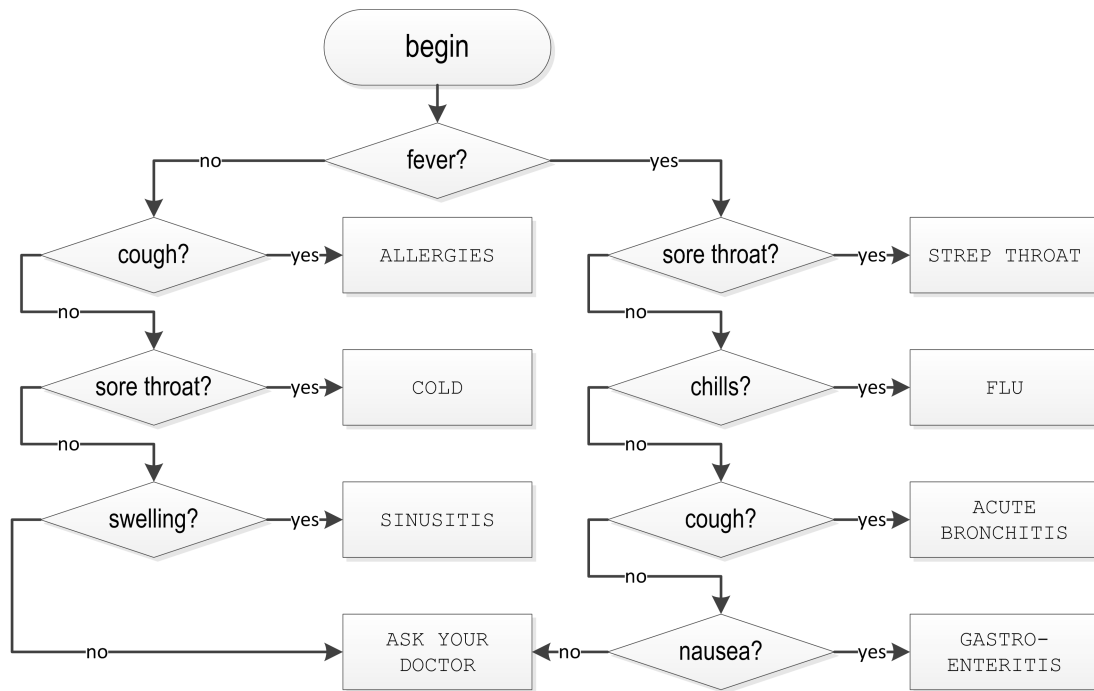 begin
fever?
no
yes
cough?
yes
ALLERGIES
sore throat?
yes
STREP THROAT
no
no
sore throat?
yes
COLD
chills?
yes
FLU
no
no
swelling?
yes
SINUSITIS
cough?
yes
ACUTE
BRONCHITIS
no
no
ASK YOUR
DOCTOR
no
nausea?
yes
GASTRO-
ENTERITIS